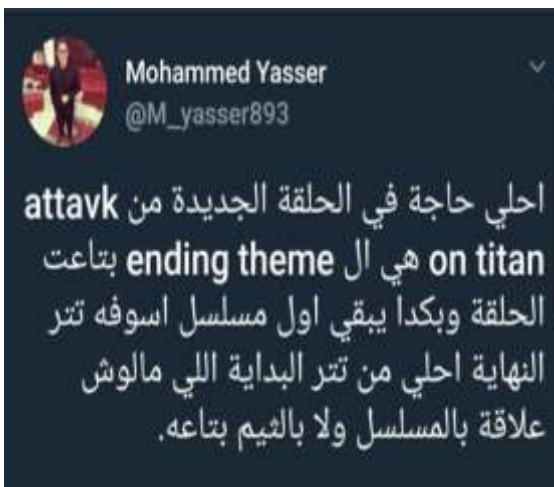 Mohammed Yasser
@M_yasser893
احلي حاجة في الحلقة الجديدة من attavk
on titan هي ال ending theme بتاعت
الحلقة وبكدا يبقي اول مسلسل اسوفه تتر
النهاية احلي من تتر البداية اللي مالوش
علاقة بالمسلسل ولا بالثيم بتاعه.